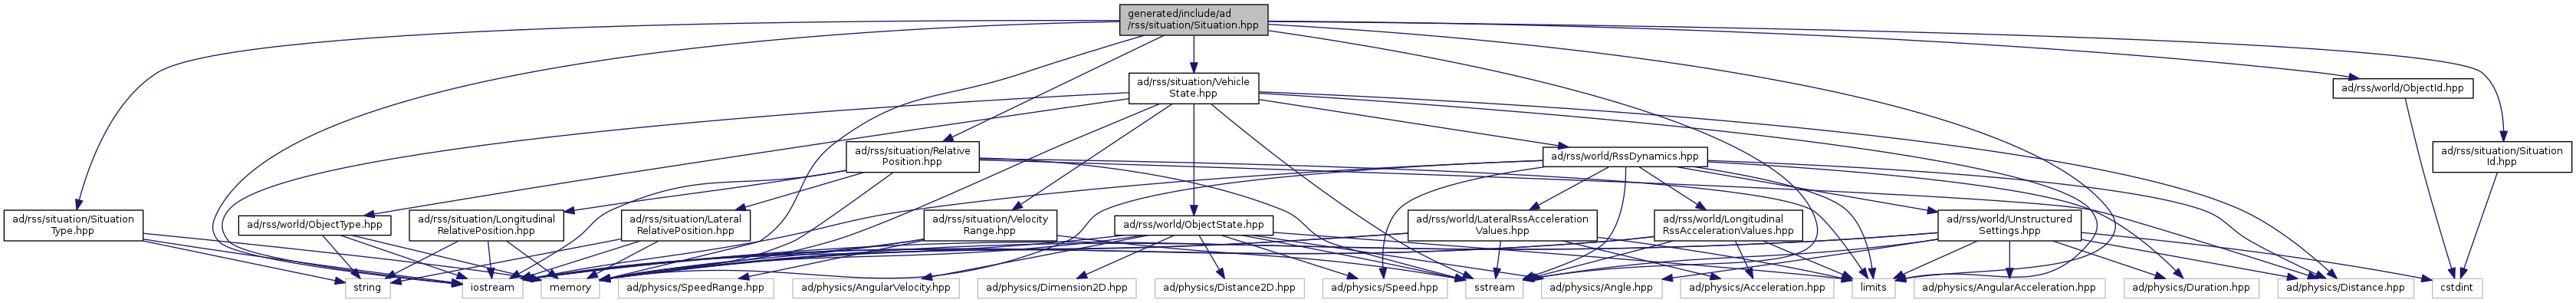 generated/include/ad
/rss/situation/Situation.hpp
ad/rss/situation/Vehicle
State.hpp
ad/rss/world/ObjectId.hpp
ad/rss/situation/Relative
Position.hpp
ad/rss/world/RssDynamics.hpp
ad/rss/situation/Situation
Id.hpp
ad/rss/situation/Situation
Type.hpp
ad/rss/world/ObjectType.hpp
ad/rss/situation/Longitudinal
RelativePosition.hpp
ad/rss/situation/Lateral
RelativePosition.hpp
ad/rss/situation/Velocity
Range.hpp
ad/rss/world/ObjectState.hpp
ad/rss/world/LateralRssAcceleration
Values.hpp
ad/rss/world/Longitudinal
RssAccelerationValues.hpp
ad/rss/world/Unstructured
Settings.hpp
string
iostream
memory
ad/physics/SpeedRange.hpp
ad/physics/AngularVelocity.hpp
ad/physics/Dimension2D.hpp
ad/physics/Distance2D.hpp
ad/physics/Speed.hpp
sstream
ad/physics/Angle.hpp
ad/physics/Acceleration.hpp
limits
ad/physics/AngularAcceleration.hpp
ad/physics/Duration.hpp
ad/physics/Distance.hpp
cstdint